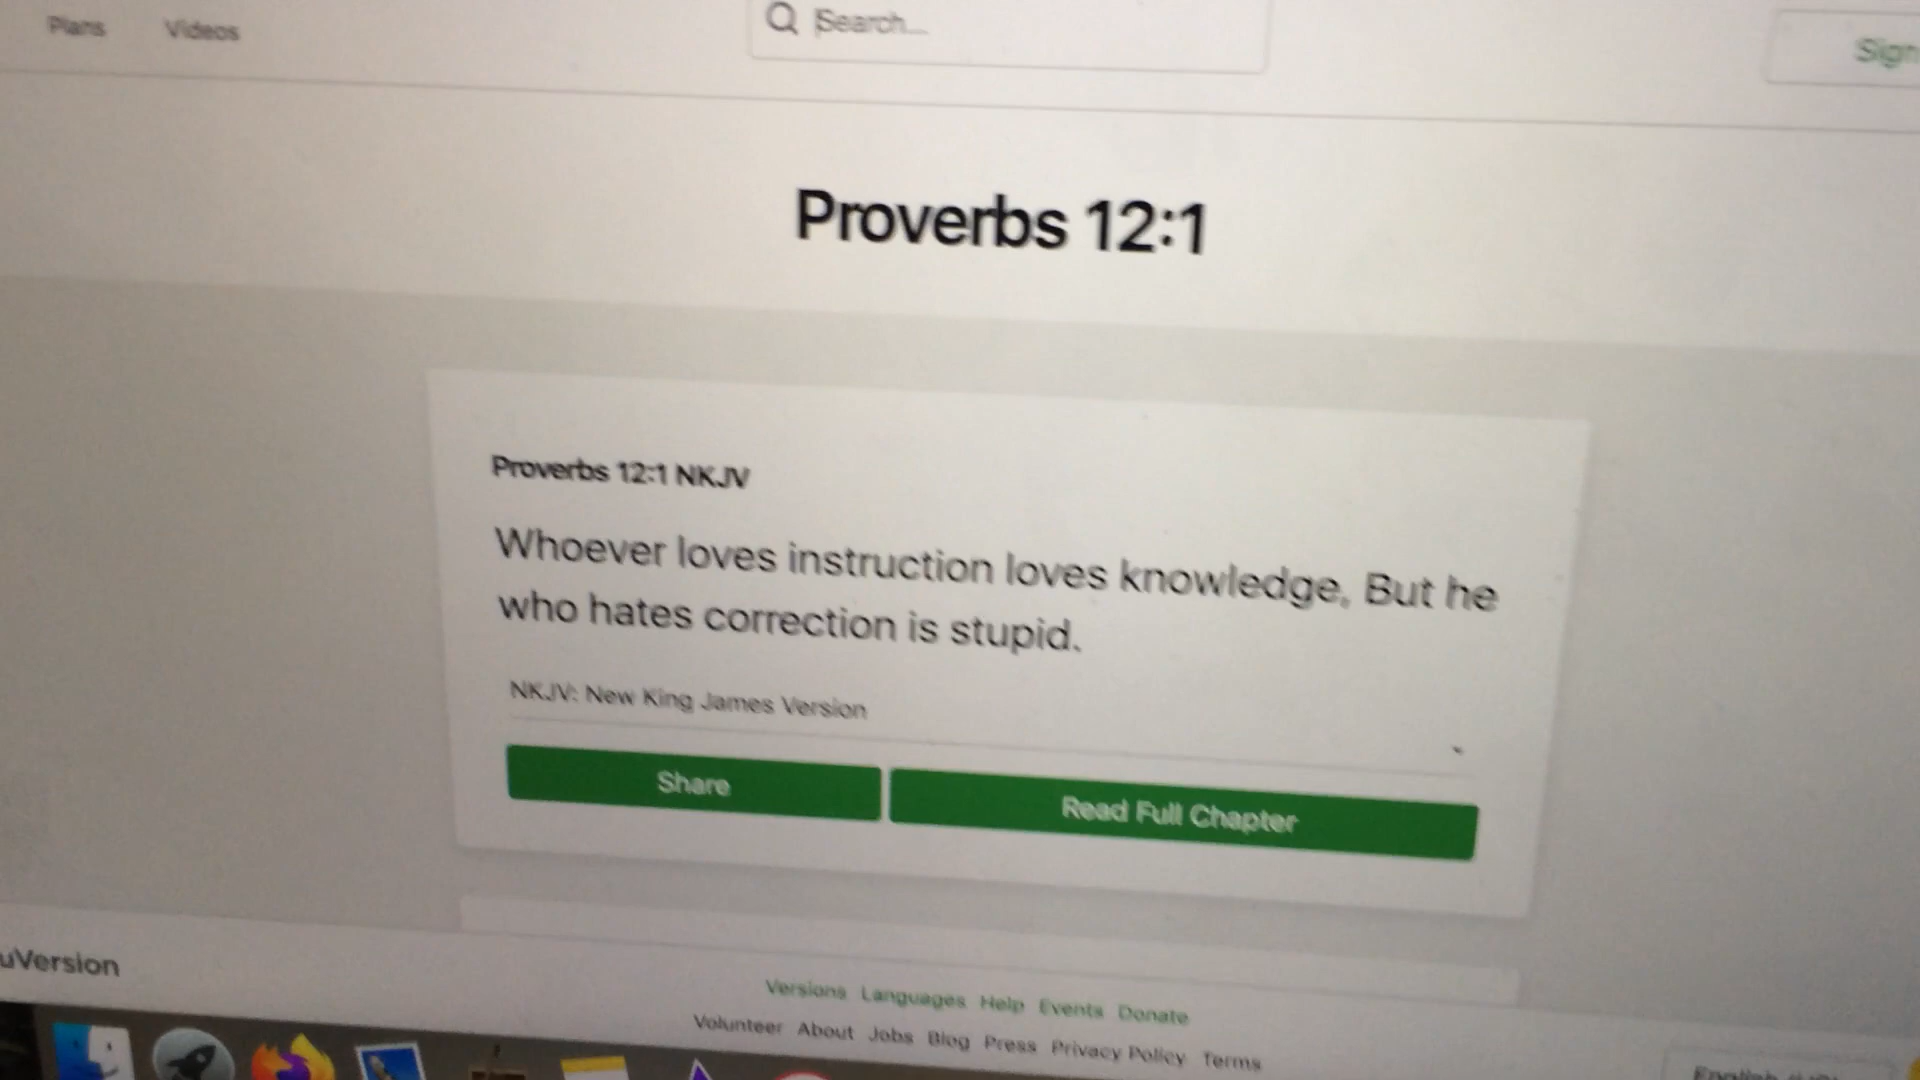 Plans Videos Search... Sign
Proverbs 12:1
Proverbs 12:1 NKJV
Whoever loves instruction loves knowledge, But he
who hates correction is stupid.
NKJV: New King James Version
Share Read Full Chapter
uVersion
Versions Languages Help Events Donate
Volunteer About Jobs Blog Press Privacy Policy Terms